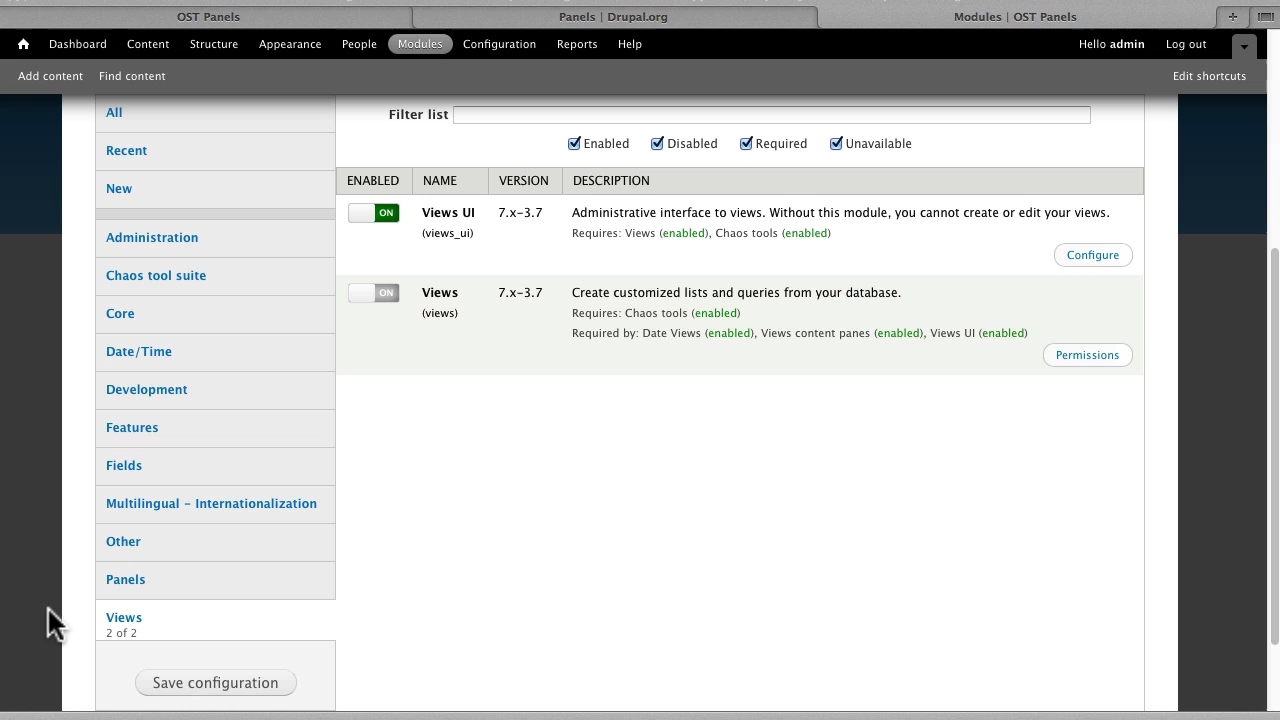 OST Panels
Panels | Drupal.org
Modules | OST Panels
Dashboard Content Structure Appearance People Modules Configuration Reports Help
Hello admin Log out
Add content Find content
Edit shortcuts
All
Recent
New
Administration
Chaos tool suite
Core
Date/Time
Development
Features
Fields
Multilingual - Internationalization
Other
Panels
Views
2 of 2
Save configuration
Filter list
Enabled Disabled Required Unavailable
ENABLED NAME VERSION DESCRIPTION
ON Views UI 7.x-3.7 Administrative interface to views. Without this module, you cannot create or edit your views.
(views_ui) Requires: Views (enabled), Chaos tools (enabled)
Configure
ON Views 7.x-3.7 Create customized lists and queries from your database.
(views) Requires: Chaos tools (enabled)
Required by: Date Views (enabled), Views content panes (enabled), Views UI (enabled)
Permissions